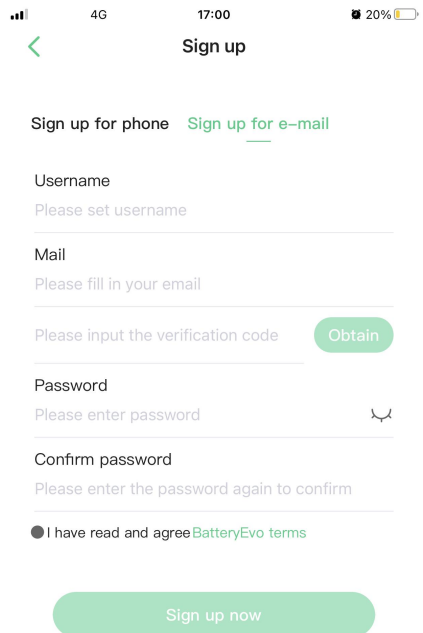 4G 17:00 20%
Sign up
Sign up for phone Sign up for e-mail
Username
Please set username
Mail
Please fill in your email
Please input the verification code Obtain
Password
Please enter password
Confirm password
Please enter the password again to confirm
I have read and agree BatteryEvo terms
Sign up now